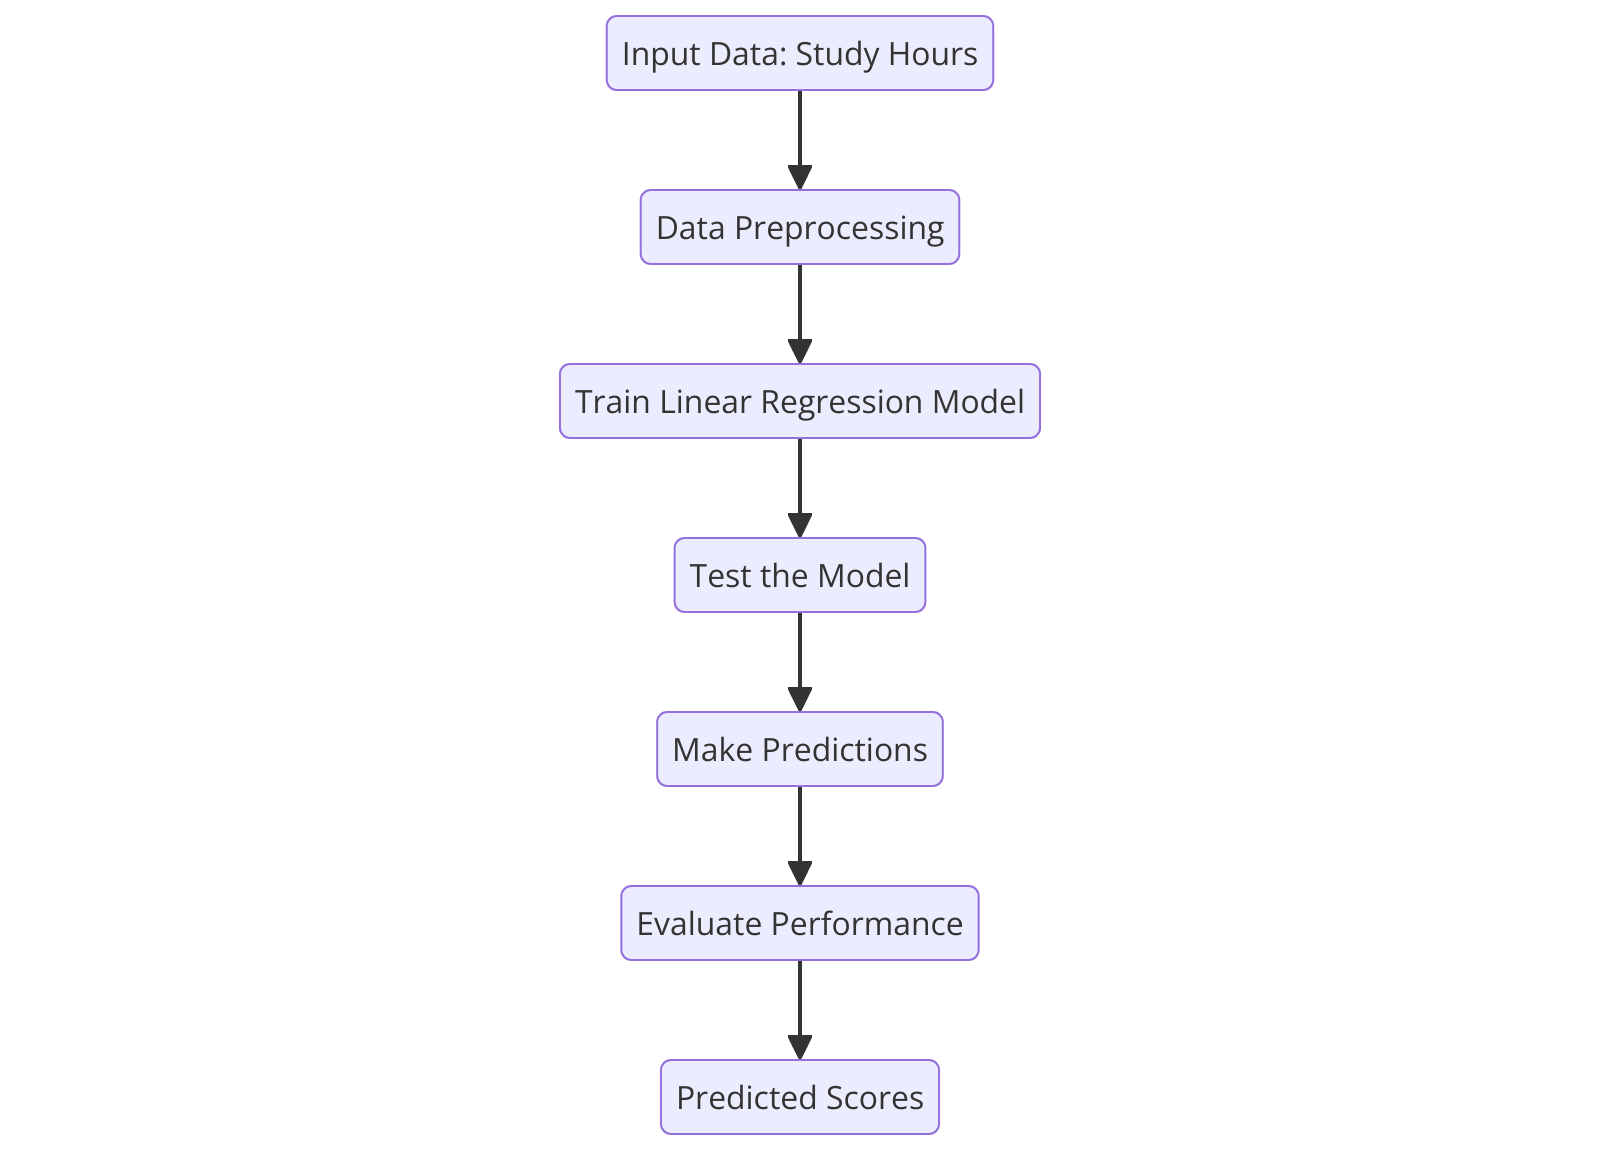 Input Data: Study Hours
Data Preprocessing
Train Linear Regression Model
Test the Model
Make Predictions
Evaluate Performance
Predicted Scores